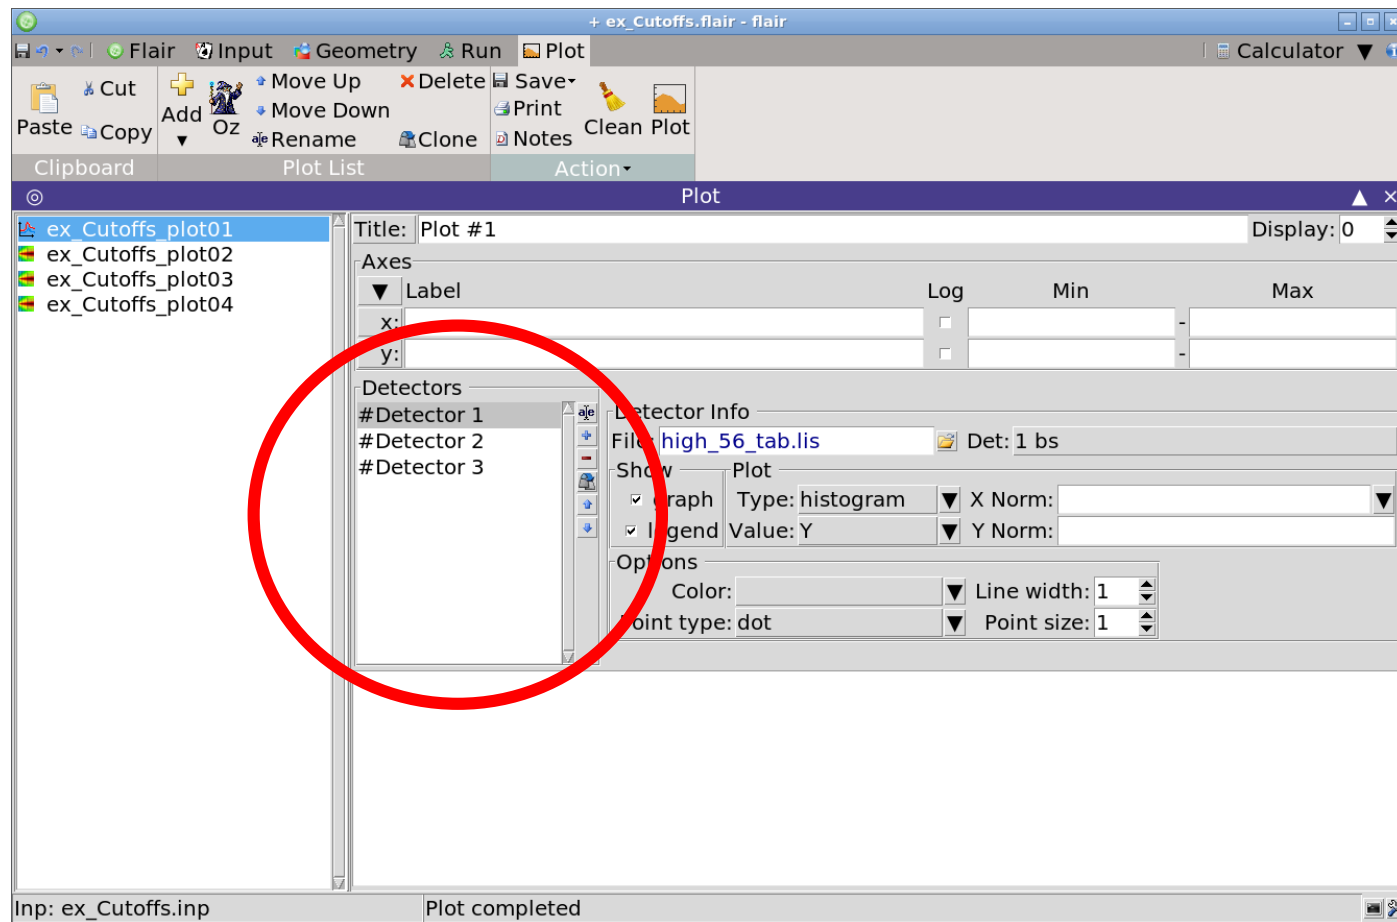 + ex_Cutoffs.flair - flair
Flair Input Geometry Run Plot Calculator
Paste Cut Copy Add Oz Move Up Move Down Rename Delete Clone Save Print Notes Clean Plot
Clipboard Plot List Action
Plot
ex_Cutoffs_plot01
ex_Cutoffs_plot02
ex_Cutoffs_plot03
ex_Cutoffs_plot04
Title: Plot #1 Display: 0
Axes
Label Log Min Max
x: -
y: -
Detectors
#Detector 1
#Detector 2
#Detector 3
Detector Info
File: high_56_tab.lis Det: 1 bs
Show Plot
graph Type: histogram X Norm:
legend Value: Y Y Norm:
Options
Color: Line width: 1
Point type: dot Point size: 1
Inp: ex_Cutoffs.inp Plot completed